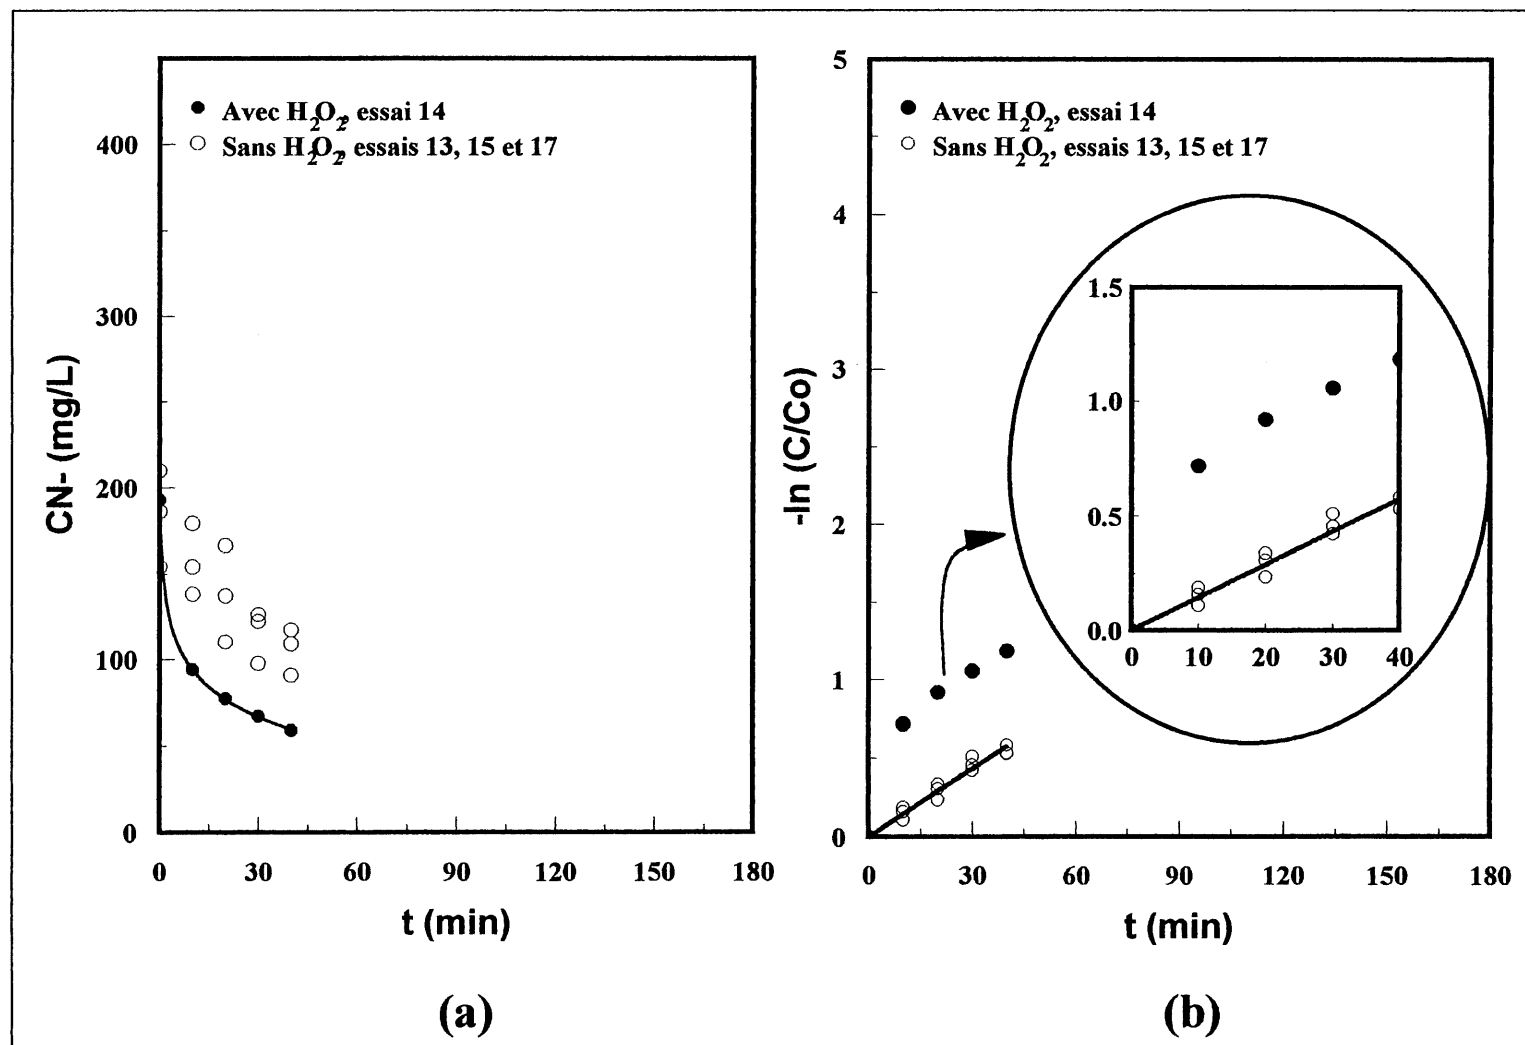 Avec H2O2, essai 14
Sans H2O2, essais 13, 15 et 17
400
300
200
100
0
CN- (mg/L)
0 30 60 90 120 150 180
t (min)
(a)
Avec H2O2, essai 14
Sans H2O2, essais 13, 15 et 17
5
4
3
2
1
0
-ln (C/Co)
1.5
1.0
0.5
0.0
0 10 20 30 40
0 30 60 90 120 150 180
t (min)
(b)